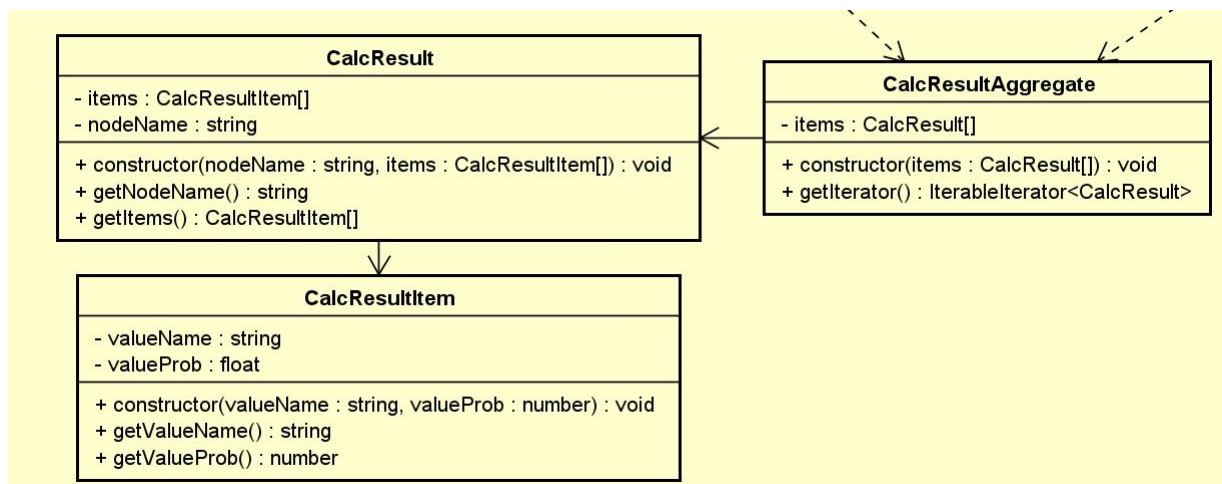 CalcResult
- items : CalcResultItem[]
- nodeName : string
+ constructor(nodeName : string, items : CalcResultItem[]) : void
+ getNodeName() : string
+ getItems() : CalcResultItem[]
CalcResultAggregate
- items : CalcResult[]
+ constructor(items : CalcResult[]) : void
+ getIterator() : IterableIterator<CalcResult>
CalcResultItem
- valueName : string
- valueProb : float
+ constructor(valueName : string, valueProb : number) : void
+ getValueName() : string
+ getValueProb() : number